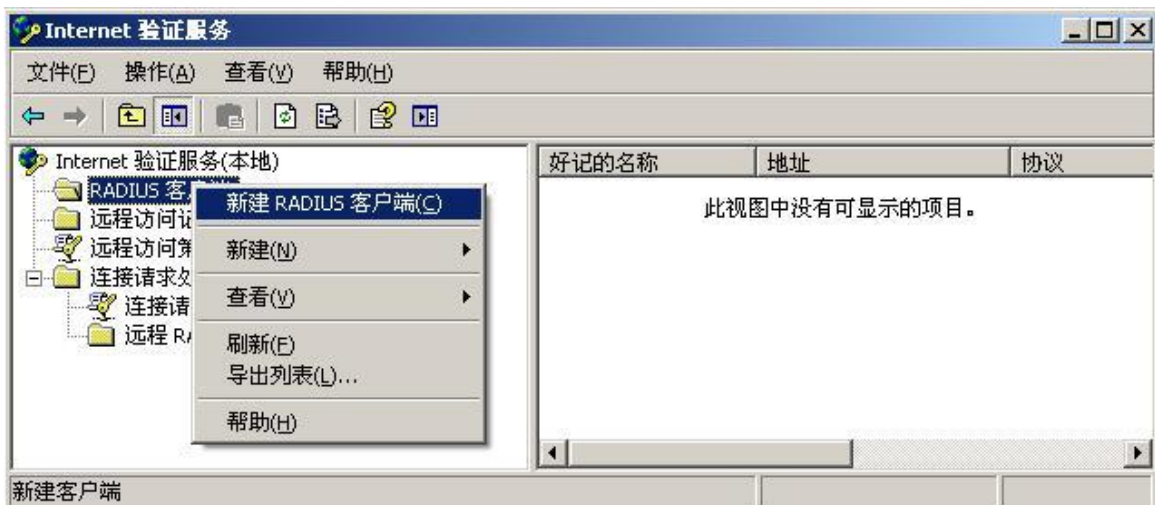 Internet 验证服务
文件(F) 操作(A) 查看(V) 帮助(H)
Internet 验证服务(本地)
好记的名称 地址 协议
此视图中没有可显示的项目。
RADIUS 客
新建 RADIUS 客户端(C)
远程访问
新建(N)
远程访问
查看(V)
连接请求
连接请
刷新(F)
远程
导出列表(L)...
帮助(H)
新建客户端